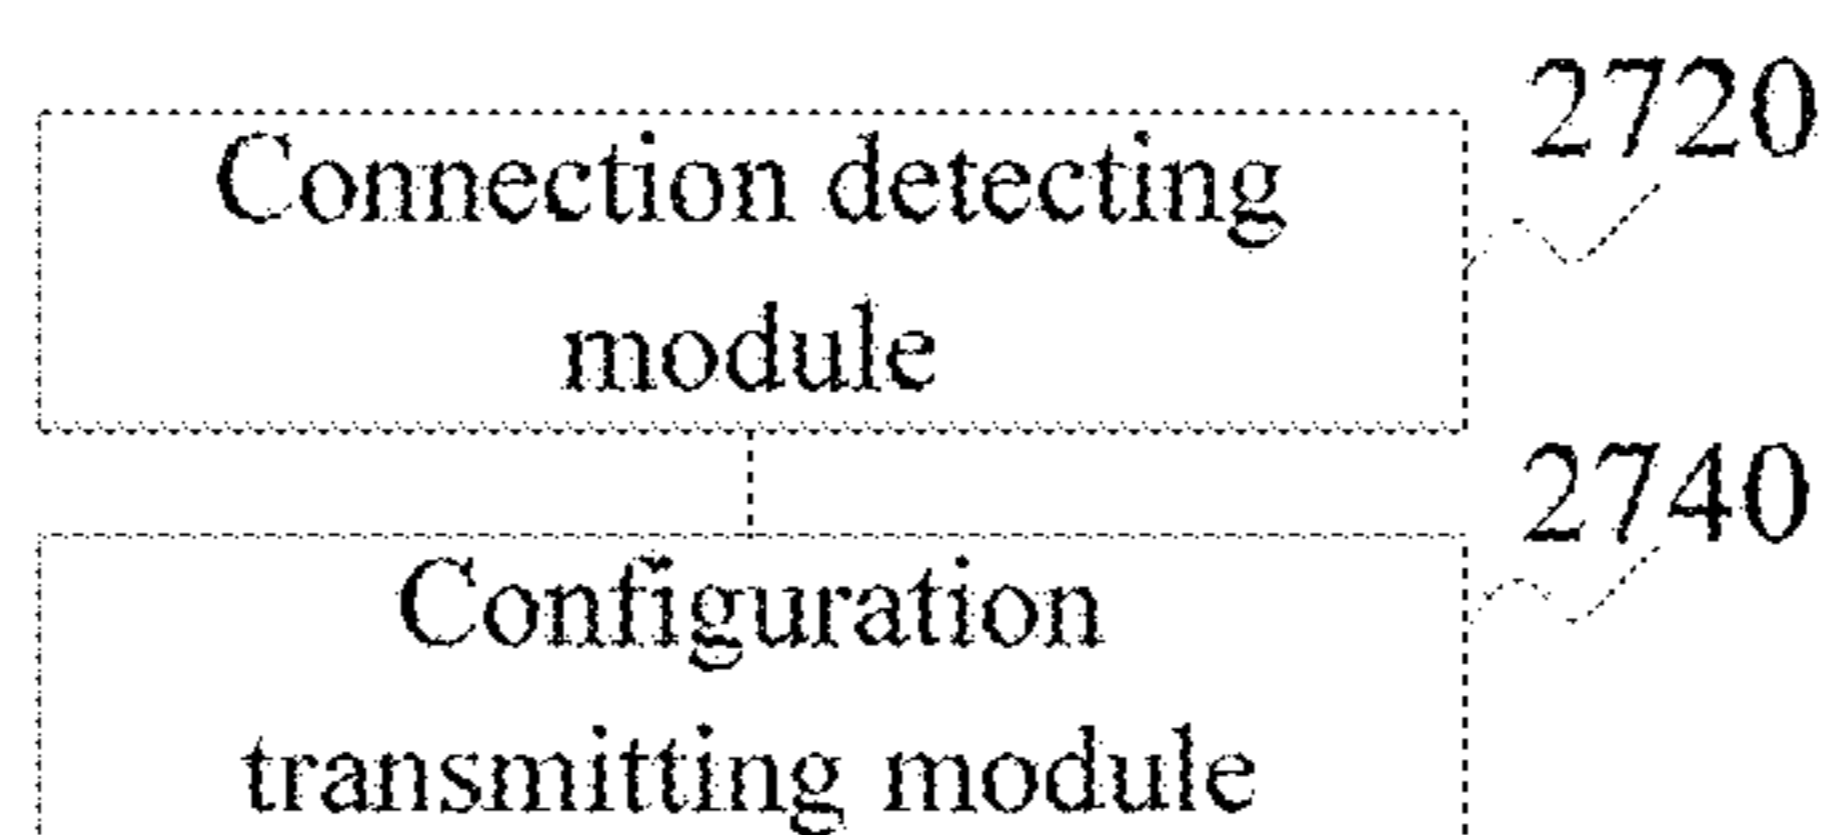 2720
Connection detecting
module
2740
Configuration
transmitting module